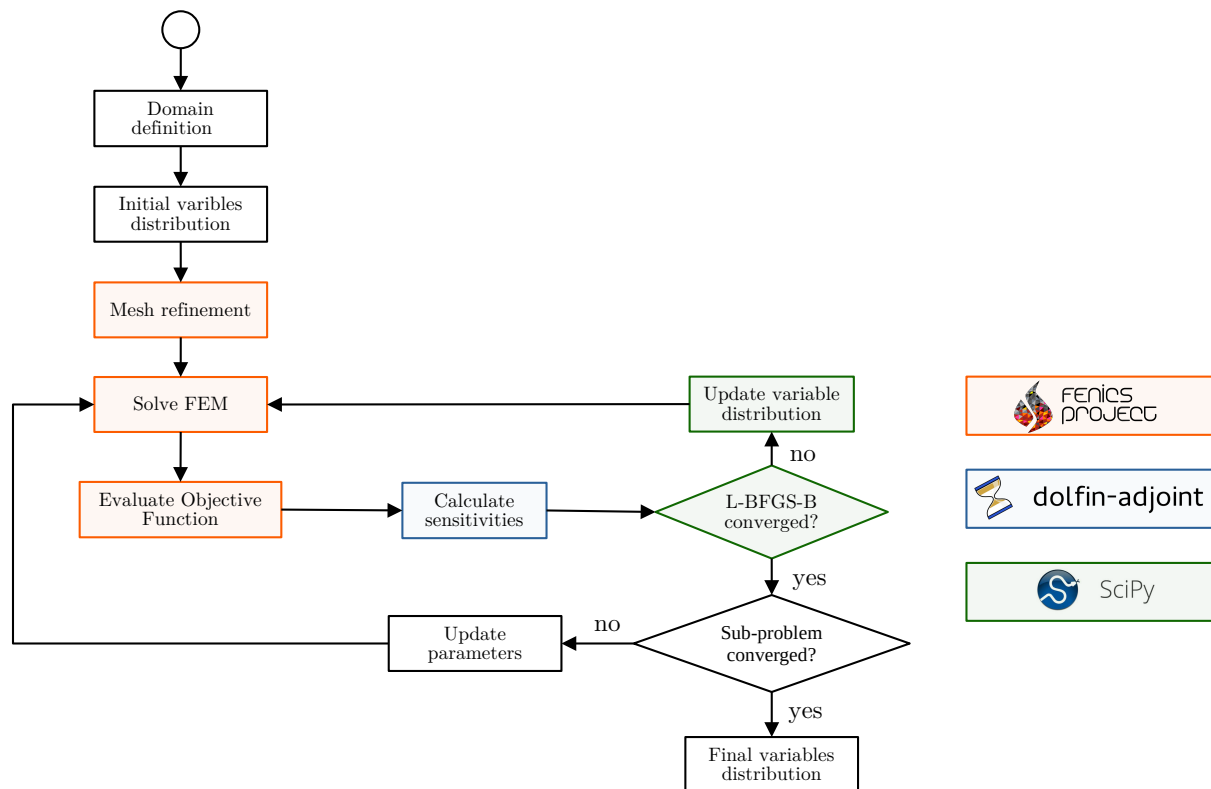 Domain
definition
Initial varibles
distribution
Mesh refinement
Solve FEM
Update variable
distribution
FENICS
PROJECT
no
Evaluate Objective
Function
Calculate
sensitivities
L-BFGS-B
converged?
dolfin-adjoint
yes
SciPy
Update
parameters
no
Sub-problem
converged?
yes
Final variables
distribution